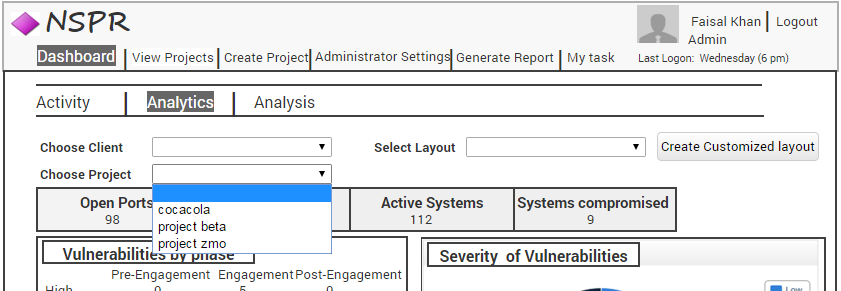 NSPR
Faisal Khan | Logout
Admin
Last Logon: Wednesday (6 pm)
Dashboard | View Projects | Create Project | Administrator Settings | Generate Report | My task
Activity | Analytics | Analysis
Choose Client
Select Layout
Create Customized layout
Choose Project
cocacola
project beta
project zmo
Open Ports
98
Active Systems
112
Systems compromised
9
Vulnerabilities by phase
Pre-Engagement Engagement Post-Engagement
High 0 5 0
Severity of Vulnerabilities
Low